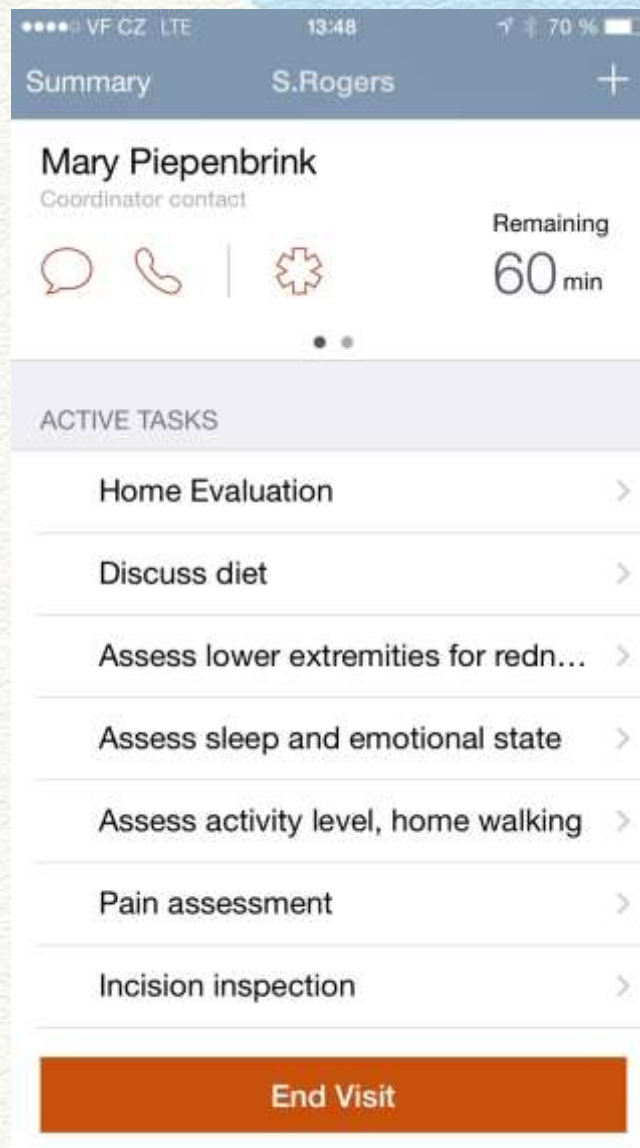 VF CZ LTE 13:48 70 %
Summary S.Rogers +
Mary Piepenbrink
Coordinator contact
Remaining
60 min
ACTIVE TASKS
Home Evaluation
Discuss diet
Assess lower extremities for redn...
Assess sleep and emotional state
Assess activity level, home walking
Pain assessment
Incision inspection
End Visit